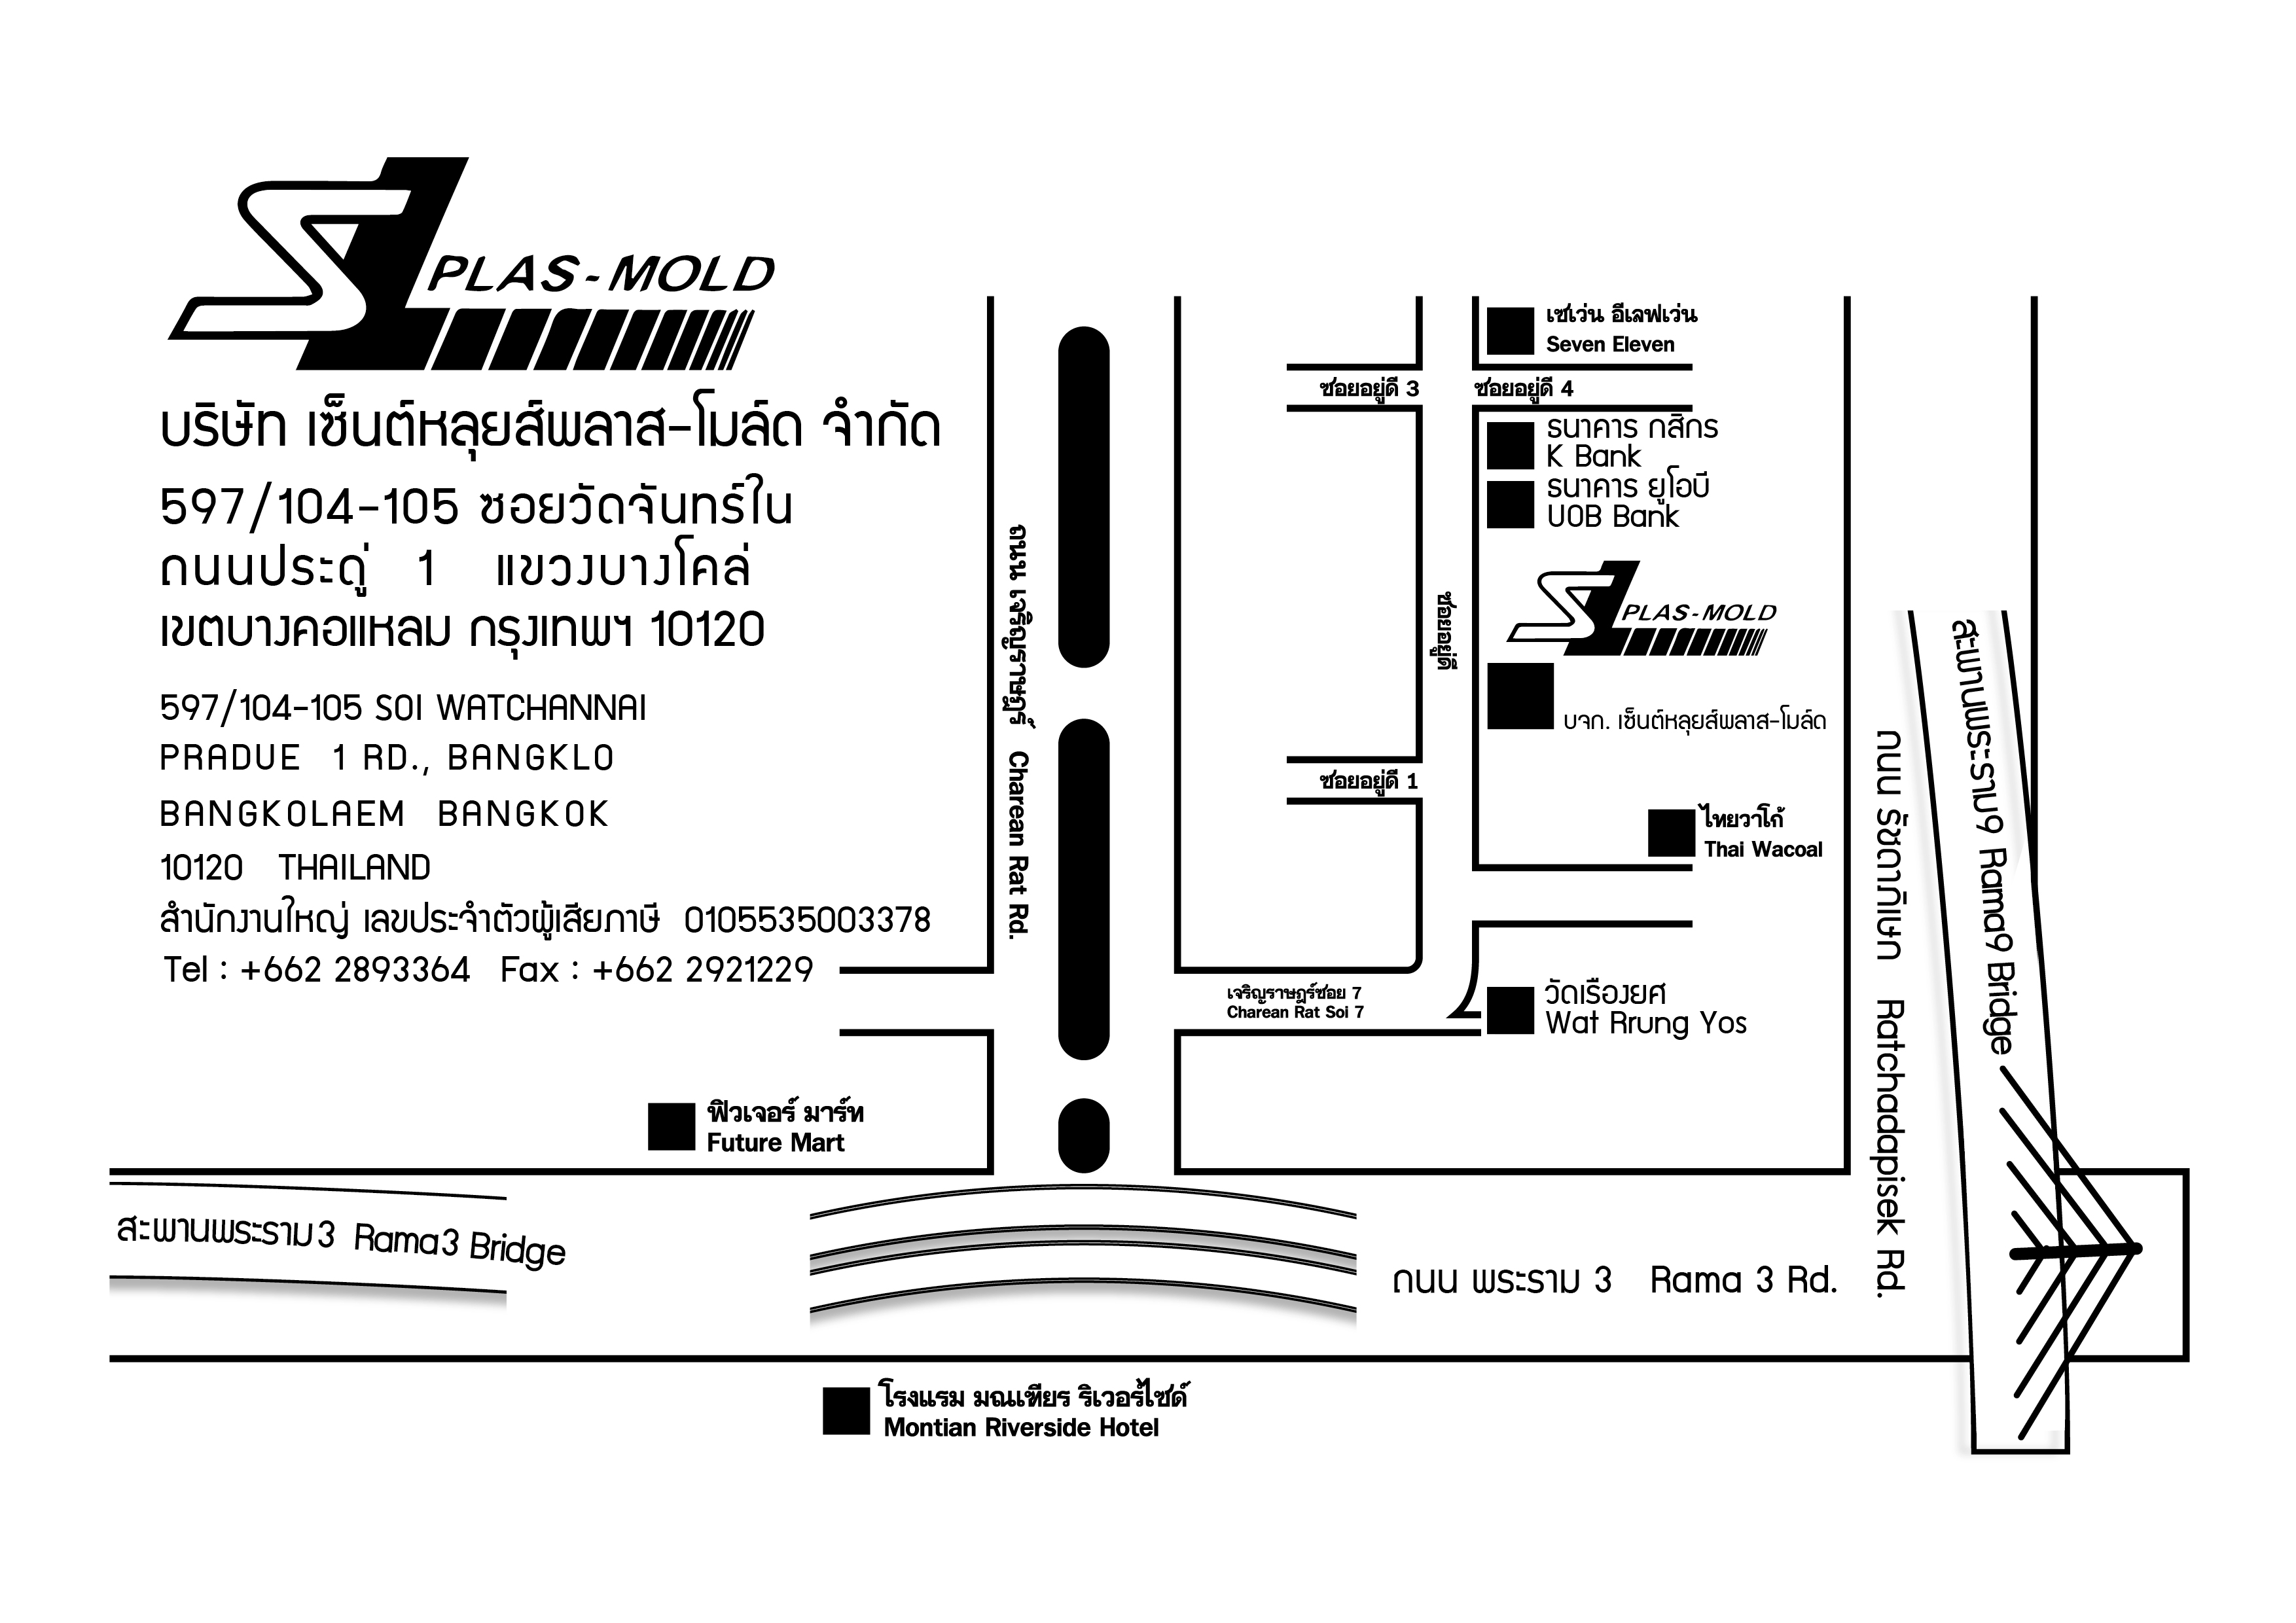 SL PLAS-MOLD
บริษัท เซ็นต์หลุยส์พลาส-โมล์ด จำกัด
597/104-105 ซอยวัดจันทร์ใน
ถนนประดู่ 1 แขวงบางโคล่
เขตบางคอแหลม กรุงเทพฯ 10120
597/104-105 SOI WATCHANNAI
PRADUE 1 RD., BANGKLO
BANGKOLAEM BANGKOK
10120 THAILAND
สำนักงานใหญ่ เลขประจำตัวผู้เสียภาษี 0105535003378
Tel : +662 2893364 Fax : +662 2921229
ถนน เจริญราษฎร์ Charean Rat Rd.
เซเว่น อีเลฟเว่น
Seven Eleven
ซอยอยู่ดี 3
ซอยอยู่ดี 4
ธนาคาร กสิกร
K Bank
ธนาคาร ยูโอบี
UOB Bank
ซอยอยู่ดี
SL PLAS-MOLD
บจก. เซ็นต์หลุยส์พลาส-โมล์ด
ซอยอยู่ดี 1
ไทยวาโก้
Thai Wacoal
เจริญราษฎร์ซอย 7
Charean Rat Soi 7
วัดเรืองยศ
Wat Rrung Yos
ถนน รัชดาภิเษก Ratchadapisek Rd.
สะพานพระราม9 Rama9 Bridge
ฟิวเจอร์ มาร์ท
Future Mart
สะพานพระราม3 Rama3 Bridge
ถนน พระราม 3 Rama 3 Rd.
โรงแรม มณเฑียร ริเวอร์ไซด์
Montian Riverside Hotel